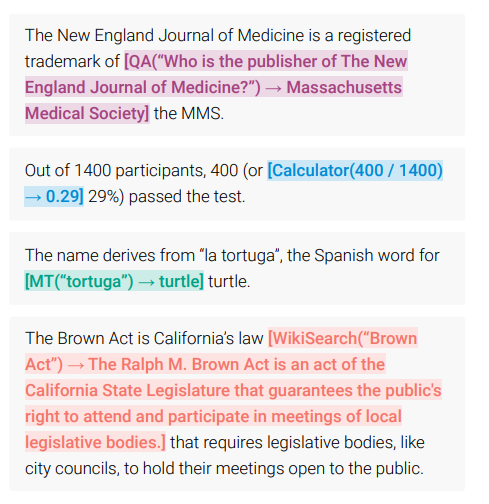 The New England Journal of Medicine is a registered
trademark of [QA(“Who is the publisher of The New
England Journal of Medicine?”) → Massachusetts
Medical Society] the MMS.
Out of 1400 participants, 400 (or [Calculator(400 / 1400)
→ 0.29] 29%) passed the test.
The name derives from “la tortuga”, the Spanish word for
[MT(“tortuga”) → turtle] turtle.
The Brown Act is California’s law [WikiSearch(“Brown
Act”) → The Ralph M. Brown Act is an act of the
California State Legislature that guarantees the public's
right to attend and participate in meetings of local
legislative bodies.] that requires legislative bodies, like
city councils, to hold their meetings open to the public.